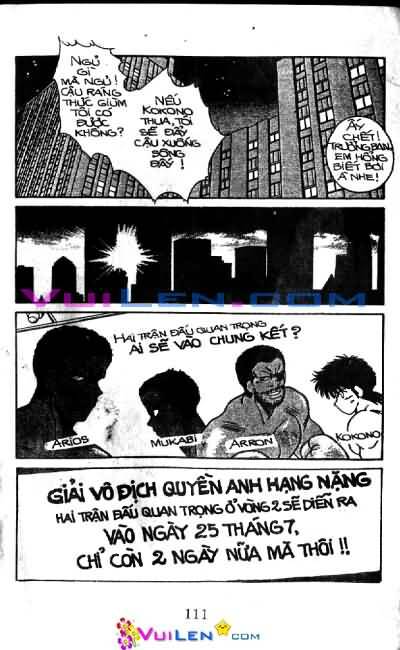 NGỦ
GÌ
MÀ NGỦ!
CẬU RÁNG
THỨC GIÙM
TÔI CÓ
ĐƯỢC
KHÔNG?
NẾU
KOKONO
THUA, TÔI
SẼ ĐẨY
CẬU XUỐNG
SÔNG
ĐẤY!
ẤY
CHẾT!
TRƯỞNG BAN,
EM HỔNG
BIẾT BƠI
À NHE!
VuiLen.com
HAI TRẬN ĐẤU QUAN TRỌNG
AI SẼ VÀO CHUNG KẾT?
ARIOS
MUKABI
ARRON
KOKONO
GIẢI VÔ ĐỊCH QUYỀN ANH HẠNG NẶNG
HAI TRẬN ĐẤU QUAN TRỌNG Ở VÒNG 2 SẼ DIỄN RA
VÀO NGÀY 25 THÁNG 7,
CHỈ CÒN 2 NGÀY NỮA MÀ THÔI!!
111
VuiLen.com